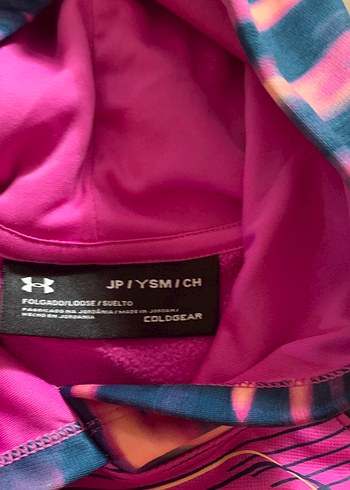 JP / YSM / CH
FOLGADO/LOOSE/SUELTO
FABRICADO NA JORDÂNIA / MADE IN JORDAN /
HECHO EN JORDANIA
COLDGEAR